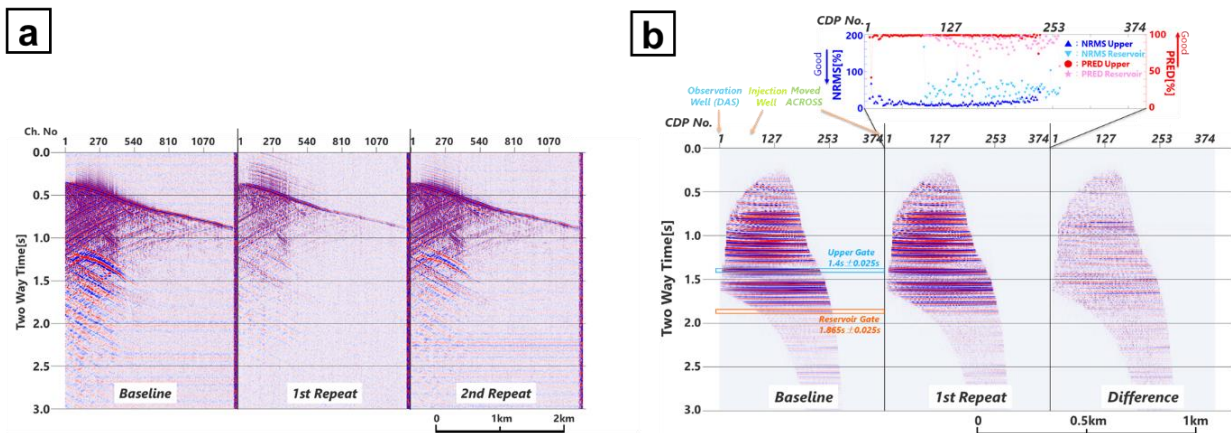 a
Ch. No
1 270 540 810 1070 1 270 540 810 1070 1 270 540 810 1070
0.0
0.5
1.0
1.5
2.0
2.5
3.0
Two Way Time[s]
Baseline 1st Repeat 2nd Repeat
0 1km 2km
b
CDP No.
1 127 253 374
200
100
0
Good
NRMS[%]
: NRMS Upper
: NRMS Reservoir
: PRED Upper
: PRED Reservoir
100
50
0
Good
PRED[%]
Observation Well (DAS)
Injection Well
Moved ACROSS
CDP No.
1 127 253 374 1 127 253 374 1 127 253 374
0.0
0.5
1.0
1.5
2.0
2.5
3.0
Two Way Time[s]
Upper Gate
1.4s ±0.025s
Reservoir Gate
1.865s ±0.025s
Baseline 1st Repeat Difference
0 0.5km 1km